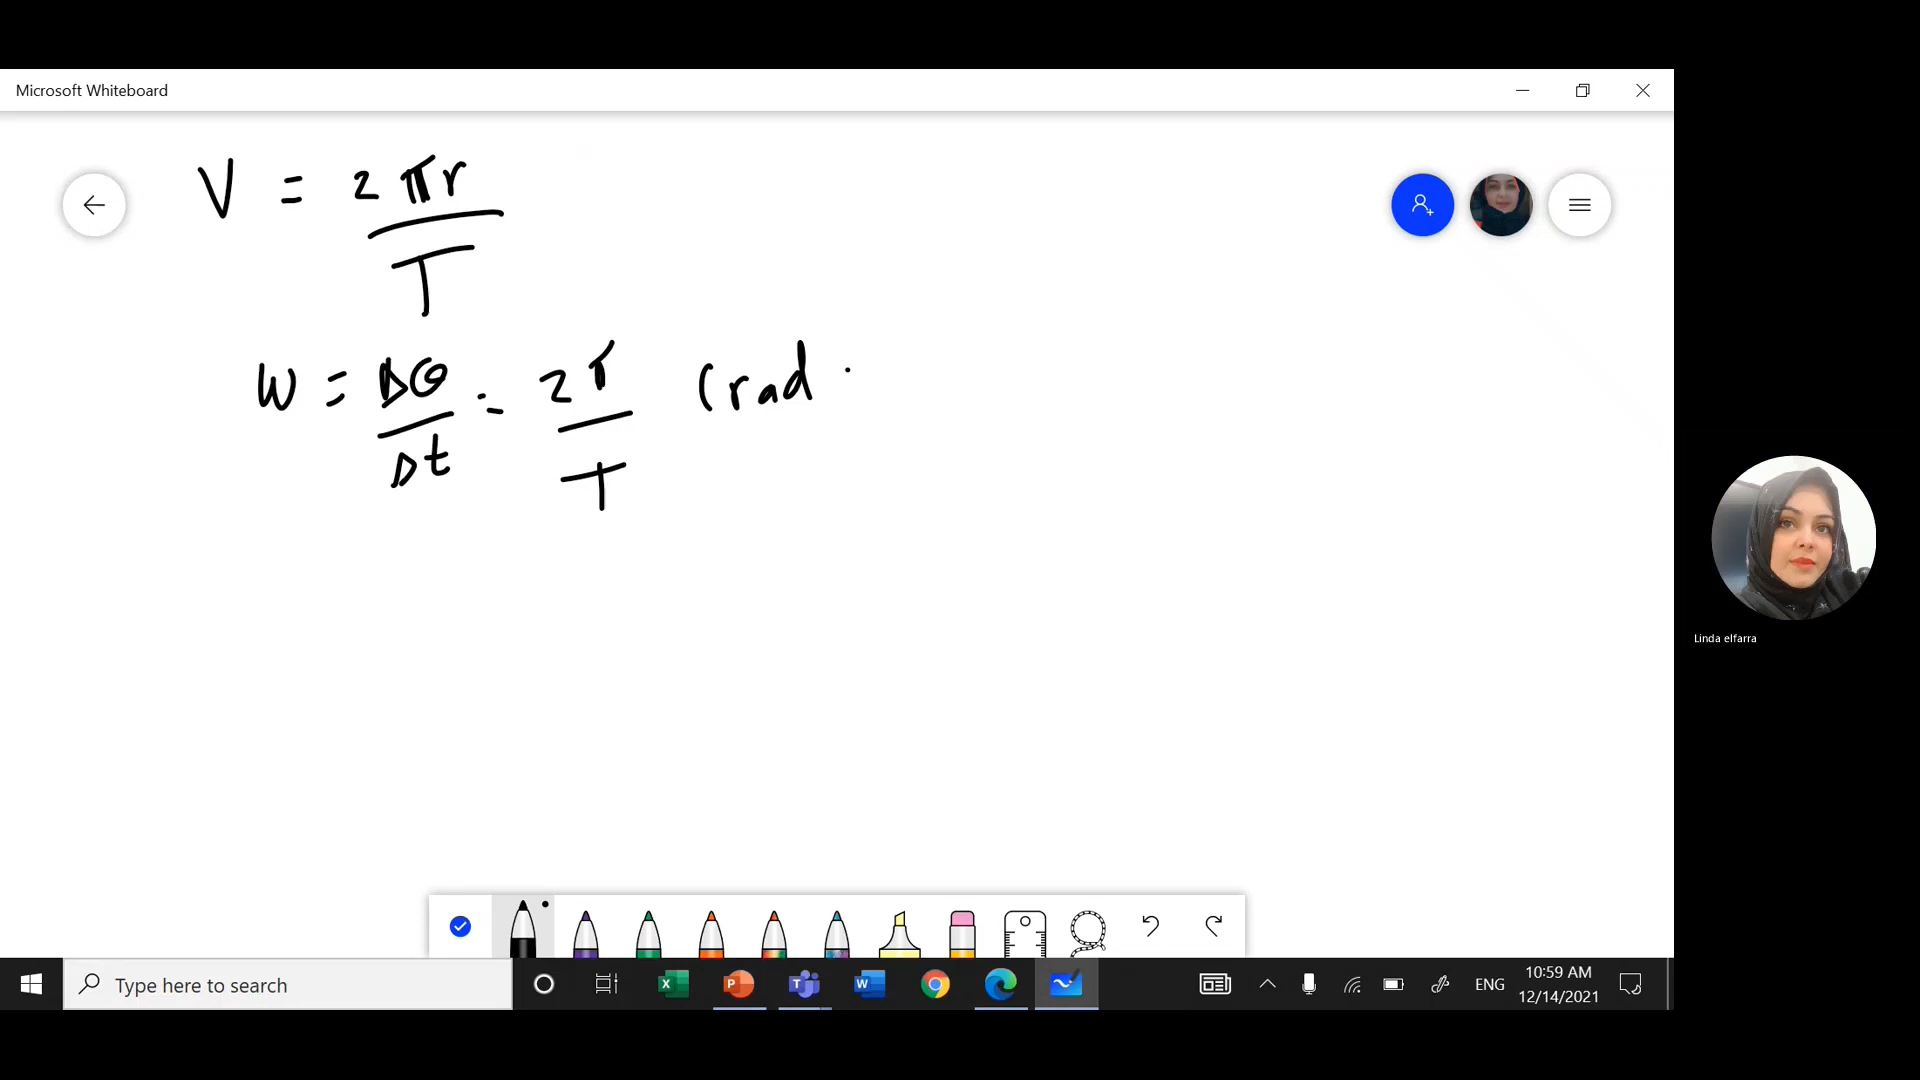 Microsoft Whiteboard
V = 2πr
T
W = Δθ = 2π (rad
Δt T
Linda elfarra
Type here to search
ENG
10:59 AM
12/14/2021